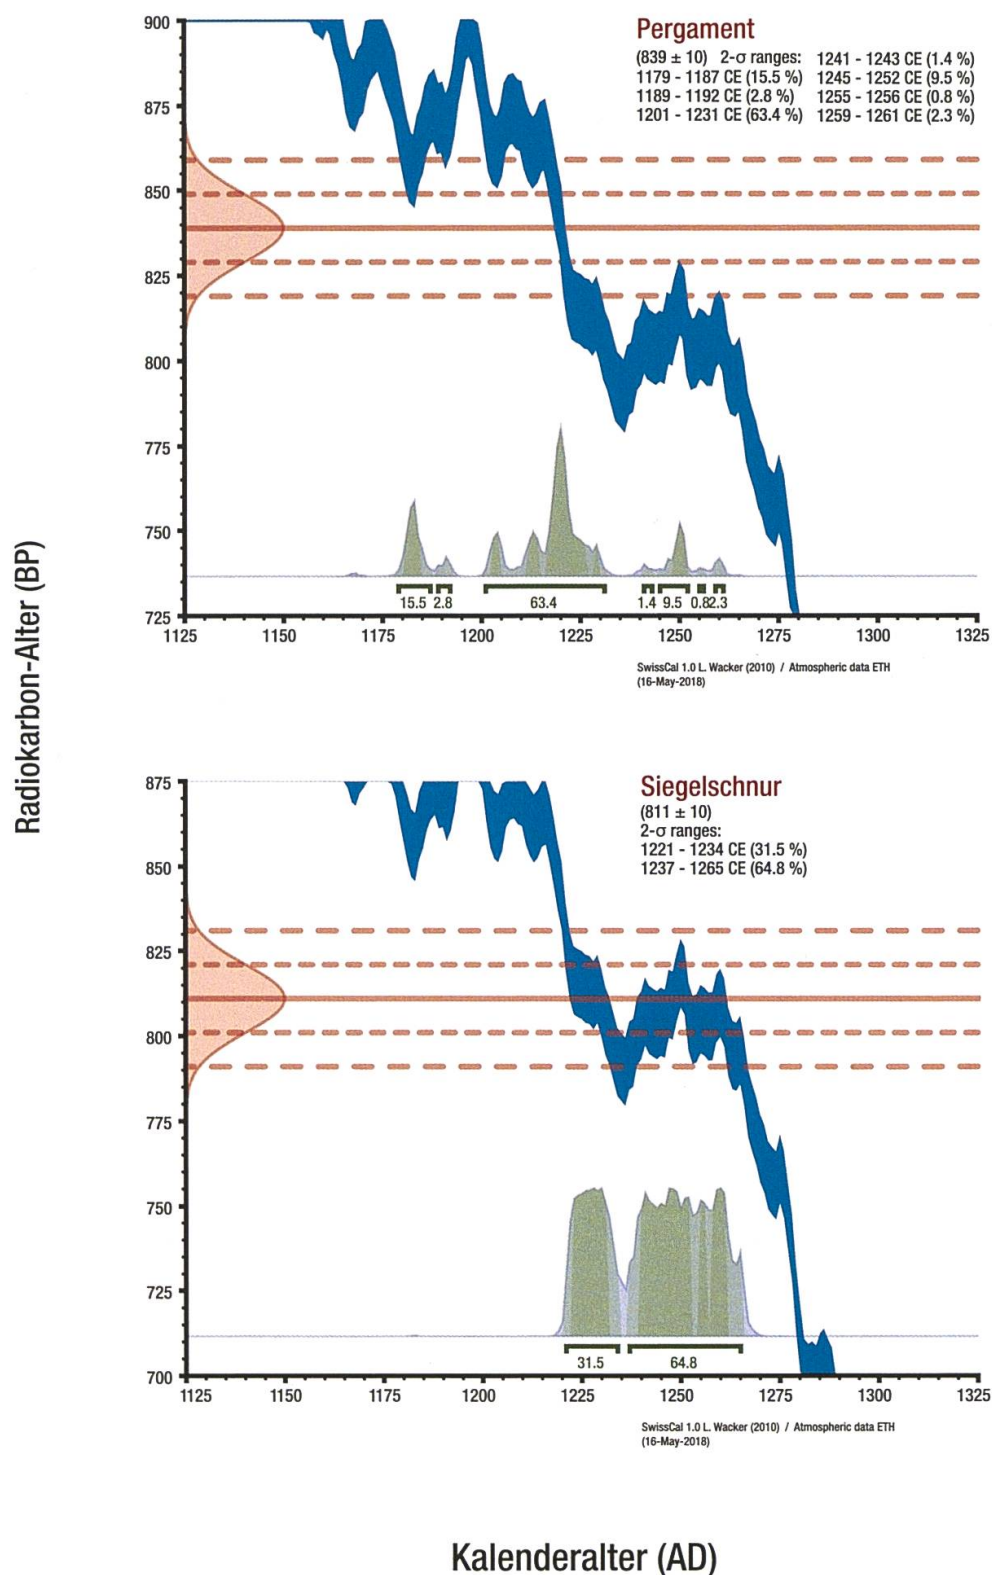 Radiokarbon-Alter (BP)
900
875
850
825
800
775
750
725
Pergament
(839 ± 10) 2-σ ranges:
1179 - 1187 CE (15.5 %)
1189 - 1192 CE (2.8 %)
1201 - 1231 CE (63.4 %)
1241 - 1243 CE (1.4 %)
1245 - 1252 CE (9.5 %)
1255 - 1256 CE (0.8 %)
1259 - 1261 CE (2.3 %)
15.5 2.8 63.4 1.4 9.5 0.8 2.3
1125 1150 1175 1200 1225 1250 1275 1300 1325
SwissCal 1.0 L. Wacker (2010) / Atmospheric data ETH
(16-May-2018)
875
850
825
800
775
750
725
700
Siegelschnur
(811 ± 10)
2-σ ranges:
1221 - 1234 CE (31.5 %)
1237 - 1265 CE (64.8 %)
31.5 64.8
1125 1150 1175 1200 1225 1250 1275 1300 1325
SwissCal 1.0 L. Wacker (2010) / Atmospheric data ETH
(16-May-2018)
Kalenderalter (AD)